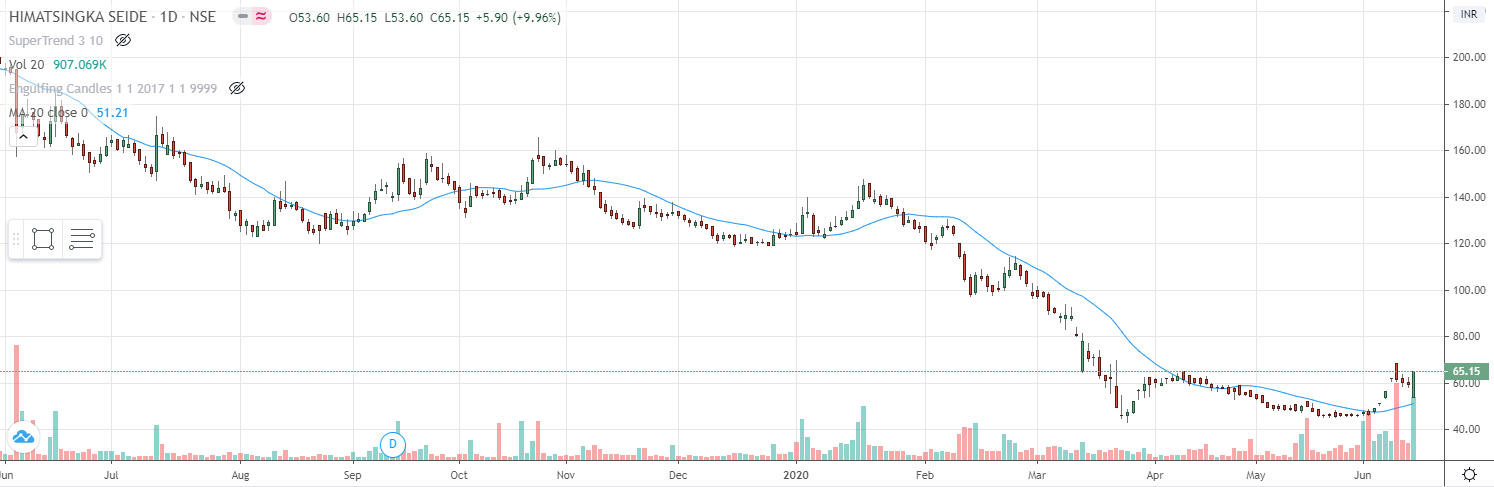 HIMATSINGKA SEIDE · 1D · NSE O53.60 H65.15 L53.60 C65.15 +5.90 (+9.96%) INR
SuperTrend 3 10
Vol 20 907.069K
Engulfing Candles 1 1 2017 1 1 9999
MA 20 close 0 51.21
200.00
180.00
160.00
140.00
120.00
100.00
80.00
65.15
60.00
40.00
D
Jun Jul Aug Sep Oct Nov Dec 2020 Feb Mar Apr May Jun